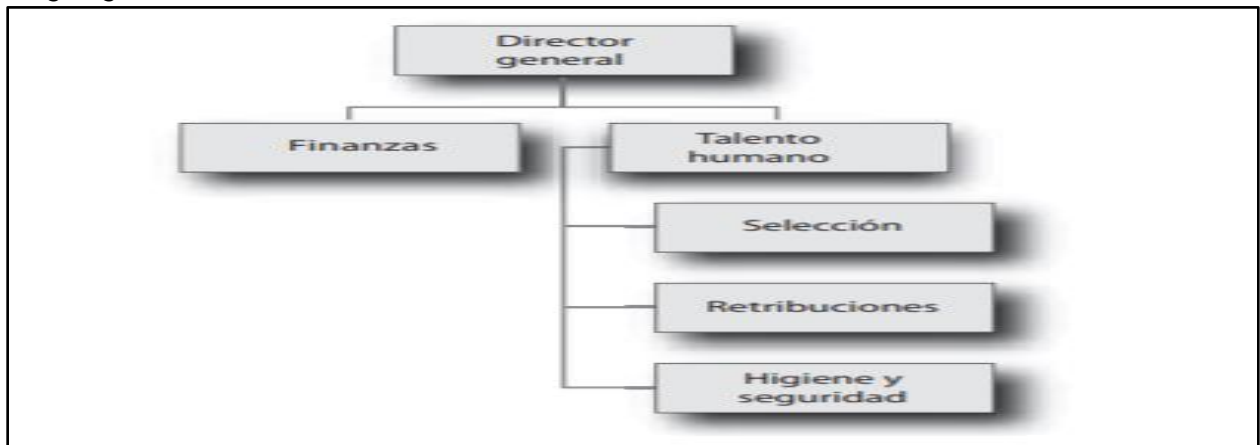 Director
general
Finanzas
Talento
humano
Selección
Retribuciones
Higiene y
seguridad